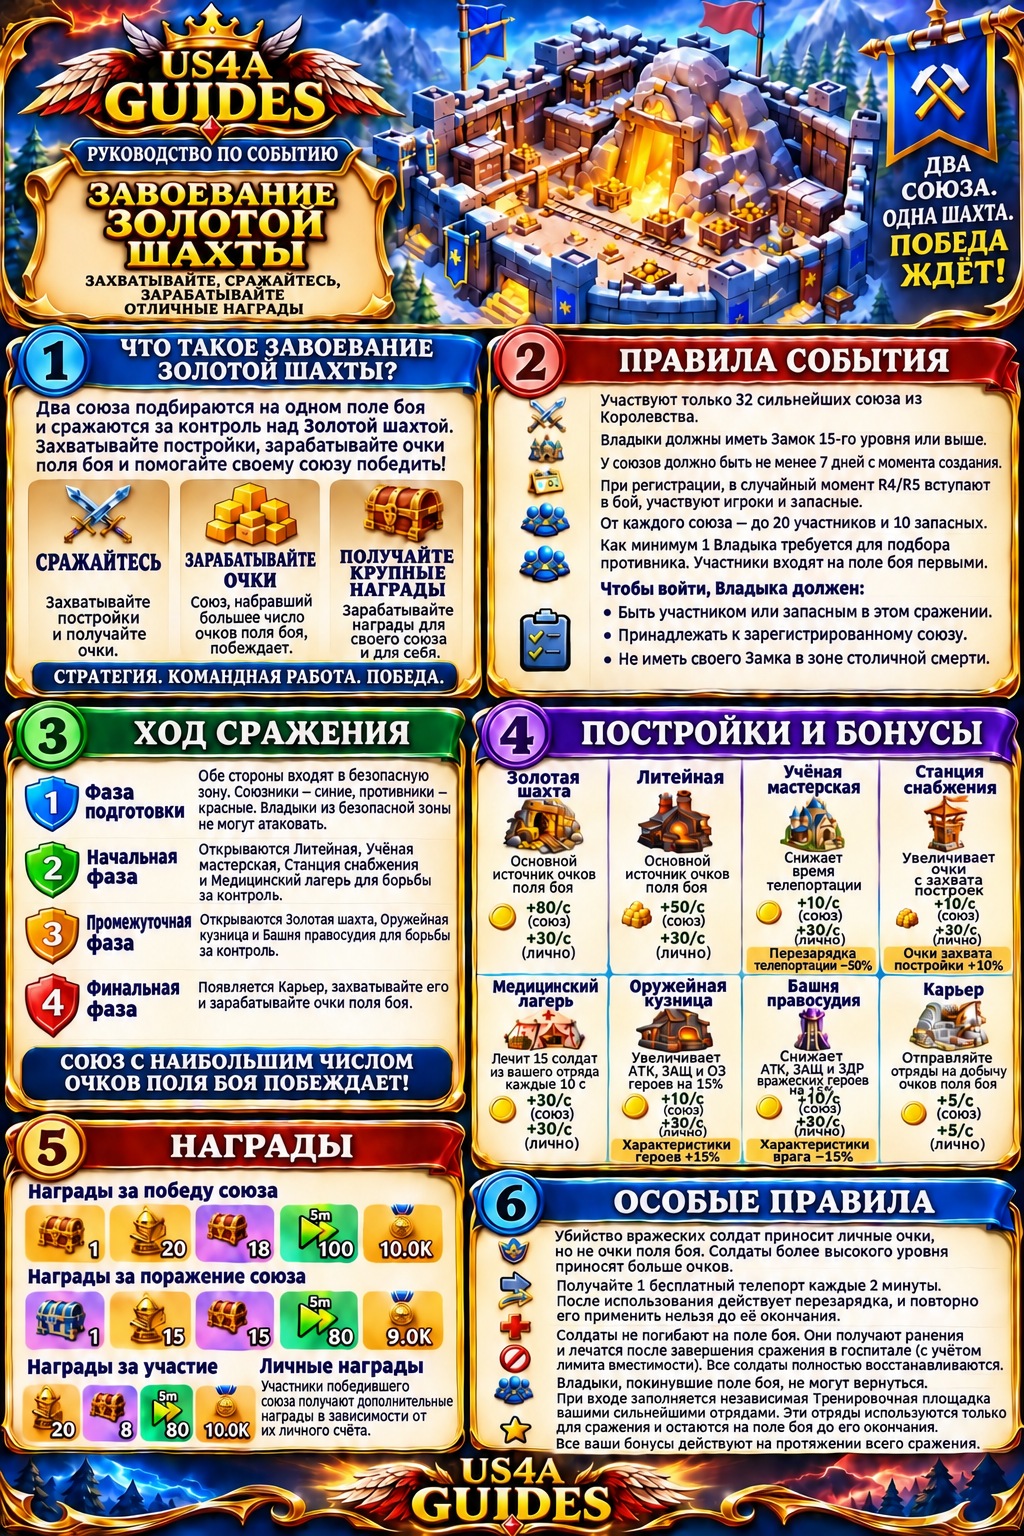 US4A
GUIDES
РУКОВОДСТВО ПО СОБЫТИЮ
ЗАВОЕВАНИЕ
ЗОЛОТОЙ
ШАХТЫ
ЗАХВАТЫВАЙТЕ, СРАЖАЙТЕСЬ,
ЗАРАБАТЫВАЙТЕ
ОТЛИЧНЫЕ НАГРАДЫ
ДВА
СОЮЗА.
ОДНА ШАХТА.
ПОБЕДА
ЖДЁТ!
1
ЧТО ТАКОЕ ЗАВОЕВАНИЕ
ЗОЛОТОЙ ШАХТЫ?
Два союза подбираются на одном поле боя
и сражаются за контроль над Золотой шахтой.
Захватывайте постройки, зарабатывайте очки
поля боя и помогайте своему союзу победить!
СРАЖАЙТЕСЬ
Захватывайте
постройки
и получайте
очки.
ЗАРАБАТЫВАЙТЕ
ОЧКИ
Союз, набравший
большее число
очков поля боя,
побеждает.
ПОЛУЧАЙТЕ
КРУПНЫЕ
НАГРАДЫ
Зарабатывайте
награды для
своего союза
и для себя.
СТРАТЕГИЯ. КОМАНДНАЯ РАБОТА. ПОБЕДА.
2
ПРАВИЛА СОБЫТИЯ
Участвуют только 32 сильнейших союза из
Королевства.
Владыки должны иметь Замок 15-го уровня или выше.
У союзов должно быть не менее 7 дней с момента создания.
При регистрации, в случайный момент R4/R5 вступают
в бой, участвуют игроки и запасные.
От каждого союза — до 20 участников и 10 запасных.
Как минимум 1 Владыка требуется для подбора
противника. Участники входят на поле боя первыми.
Чтобы войти, Владыка должен:
• Быть участником или запасным в этом сражении.
• Принадлежать к зарегистрированному союзу.
• Не иметь своего Замка в зоне столичной смерти.
3
ХОД СРАЖЕНИЯ
1
Фаза
подготовки
Обе стороны входят в безопасную
зону. Союзники — синие, противники —
красные. Владыки из безопасной зоны
не могут атаковать.
2
Начальная
фаза
Открываются Литейная, Учёная
мастерская, Станция снабжения
и Медицинский лагерь для борьбы
за контроль.
3
Промежуточная
фаза
Открываются Золотая шахта, Оружейная
кузница и Башня правосудия для борьбы
за контроль.
4
Финальная
фаза
Появляется Карьер, захватывайте его
и зарабатывайте очки поля боя.
СОЮЗ С НАИБОЛЬШИМ ЧИСЛОМ
ОЧКОВ ПОЛЯ БОЯ ПОБЕЖДАЕТ!
4
ПОСТРОЙКИ И БОНУСЫ
Золотая
шахта
Основной
источник очков
поля боя
+80/с
(союз)
+30/с
(лично)
Литейная
Основной
источник очков
поля боя
+50/с
(союз)
+30/с
(лично)
Учёная
мастерская
Снижает
время
телепортации
+10/с
(союз)
+30/с
(лично)
Перезарядка
телепортации –50%
Станция
снабжения
Увеличивает
очки
с захвата
построек
+10/с
(союз)
+30/с
(лично)
Очки захвата
постройки +10%
Медицинский
лагерь
Лечит 15 солдат
из вашего отряда
каждые 10 с
+30/с
(союз)
+30/с
(лично)
Оружейная
кузница
Увеличивает
АТК, ЗАЩ и ОЗ
героев на 15%
+10/с
(союз)
+30/с
(лично)
Характеристики
героев +15%
Башня
правосудия
Снижает
АТК, ЗАЩ и ЗДР
вражеских героев
на 15%
+10/с
(союз)
+30/с
(лично)
Характеристики
врага –15%
Карьер
Отправляйте
отряды на добычу
очков поля боя
+5/с
(союз)
+5/с
(лично)
5
НАГРАДЫ
Награды за победу союза
1
20
18
5m
100
10.0K
Награды за поражение союза
1
15
15
5m
80
9.0K
Награды за участие
20
8
5m
80
10.0K
Личные награды
Участники победившего
союза получают дополнительные
награды в зависимости от
их личного счёта.
6
ОСОБЫЕ ПРАВИЛА
Убийство вражеских солдат приносит личные очки,
но не очки поля боя. Солдаты более высокого уровня
приносят больше очков.
Получайте 1 бесплатный телепорт каждые 2 минуты.
После использования действует перезарядка, и повторно
его применить нельзя до её окончания.
Солдаты не погибают на поле боя. Они получают ранения
и лечатся после завершения сражения в госпитале (с учётом
лимита вместимости). Все солдаты полностью восстанавливаются.
Владыки, покинувшие поле боя, не могут вернуться.
При входе заполняется независимая Тренировочная площадка
вашими сильнейшими отрядами. Эти отряды используются только
для сражения и остаются на поле боя до его окончания.
Все ваши бонусы действуют на протяжении всего сражения.
US4A
GUIDES